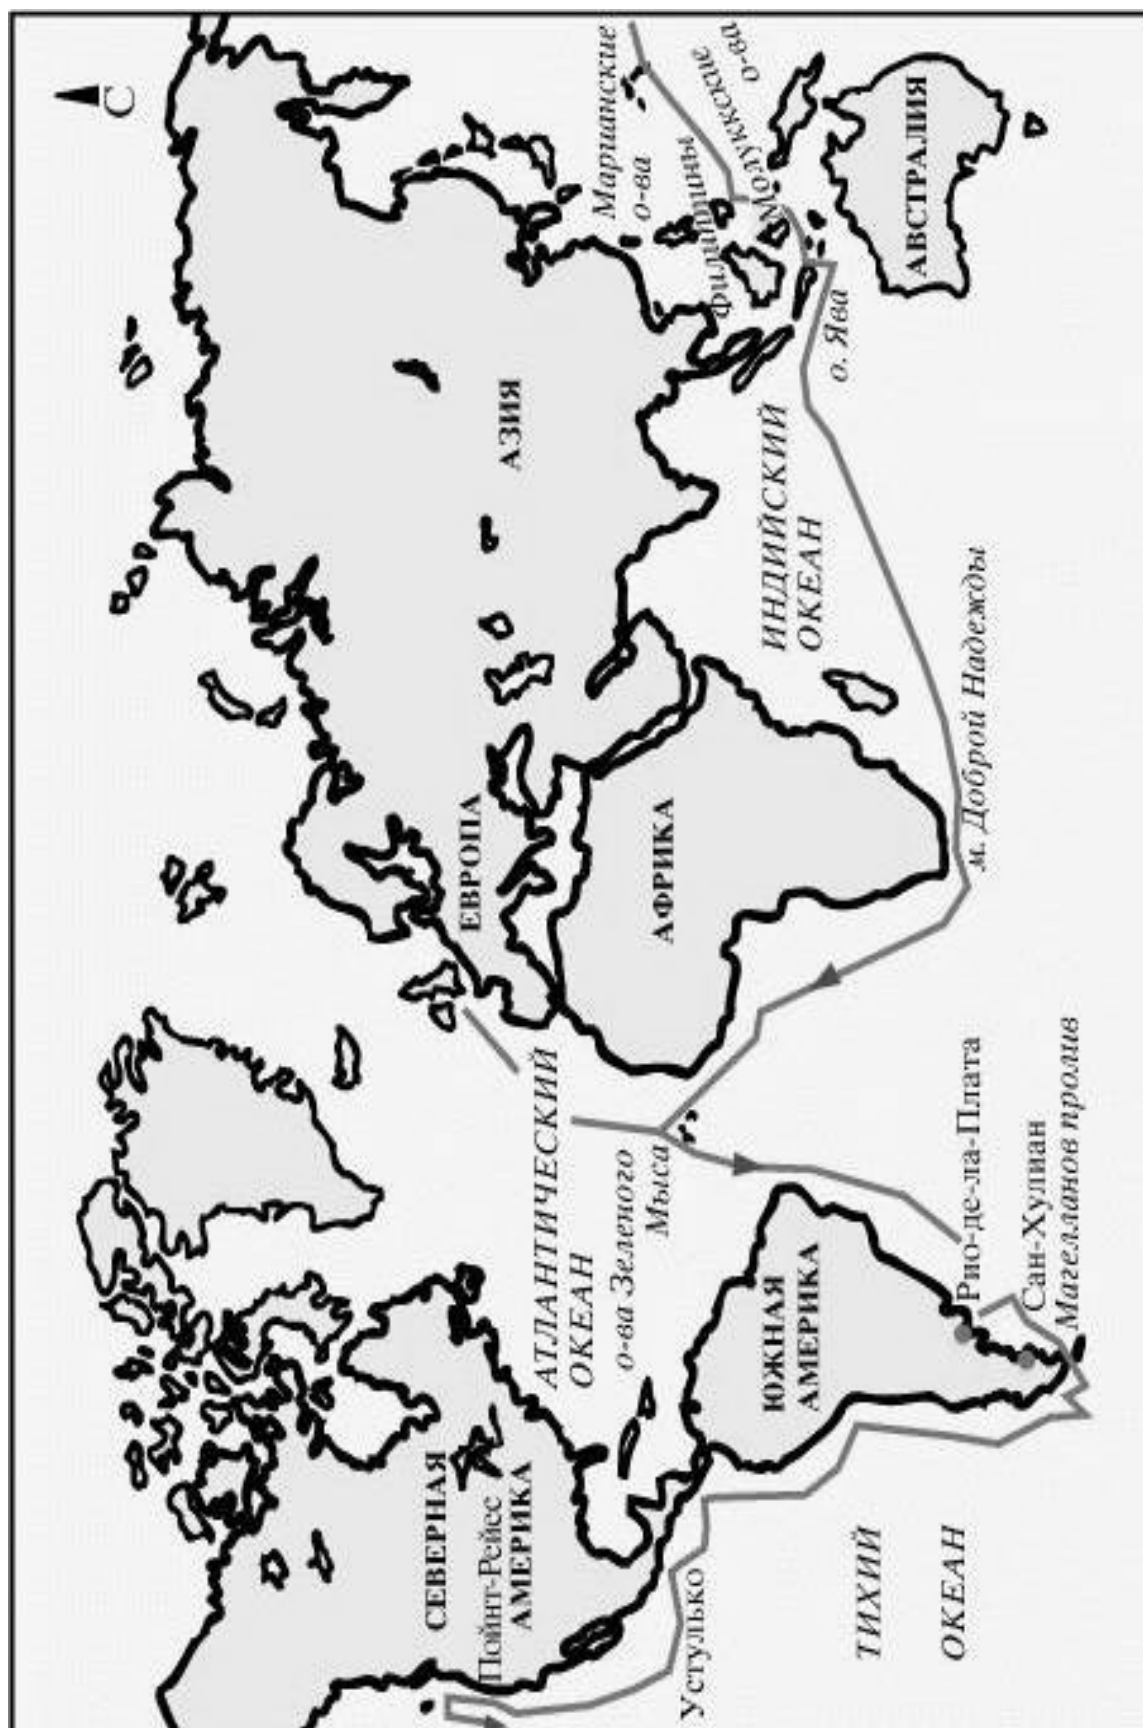 С
СЕВЕРНАЯ
Пойнт-Рейсс
АМЕРИКА
Устулько
ТИХИЙ
ОКЕАН
ЮЖНАЯ
АМЕРИКА
АТЛАНТИЧЕСКИЙ
ОКЕАН
о-ва Зеленого
Мыса
Рио-де-ла-Плата
Сан-Хулиан
Магелланов пролив
ЕВРОПА
АФРИКА
м. Доброй Надежды
АЗИЯ
ИНДИЙСКИЙ
ОКЕАН
о. Ява
Марианские
о-ва
Филиппины
Молуккские
о-ва
АВСТРАЛИЯ